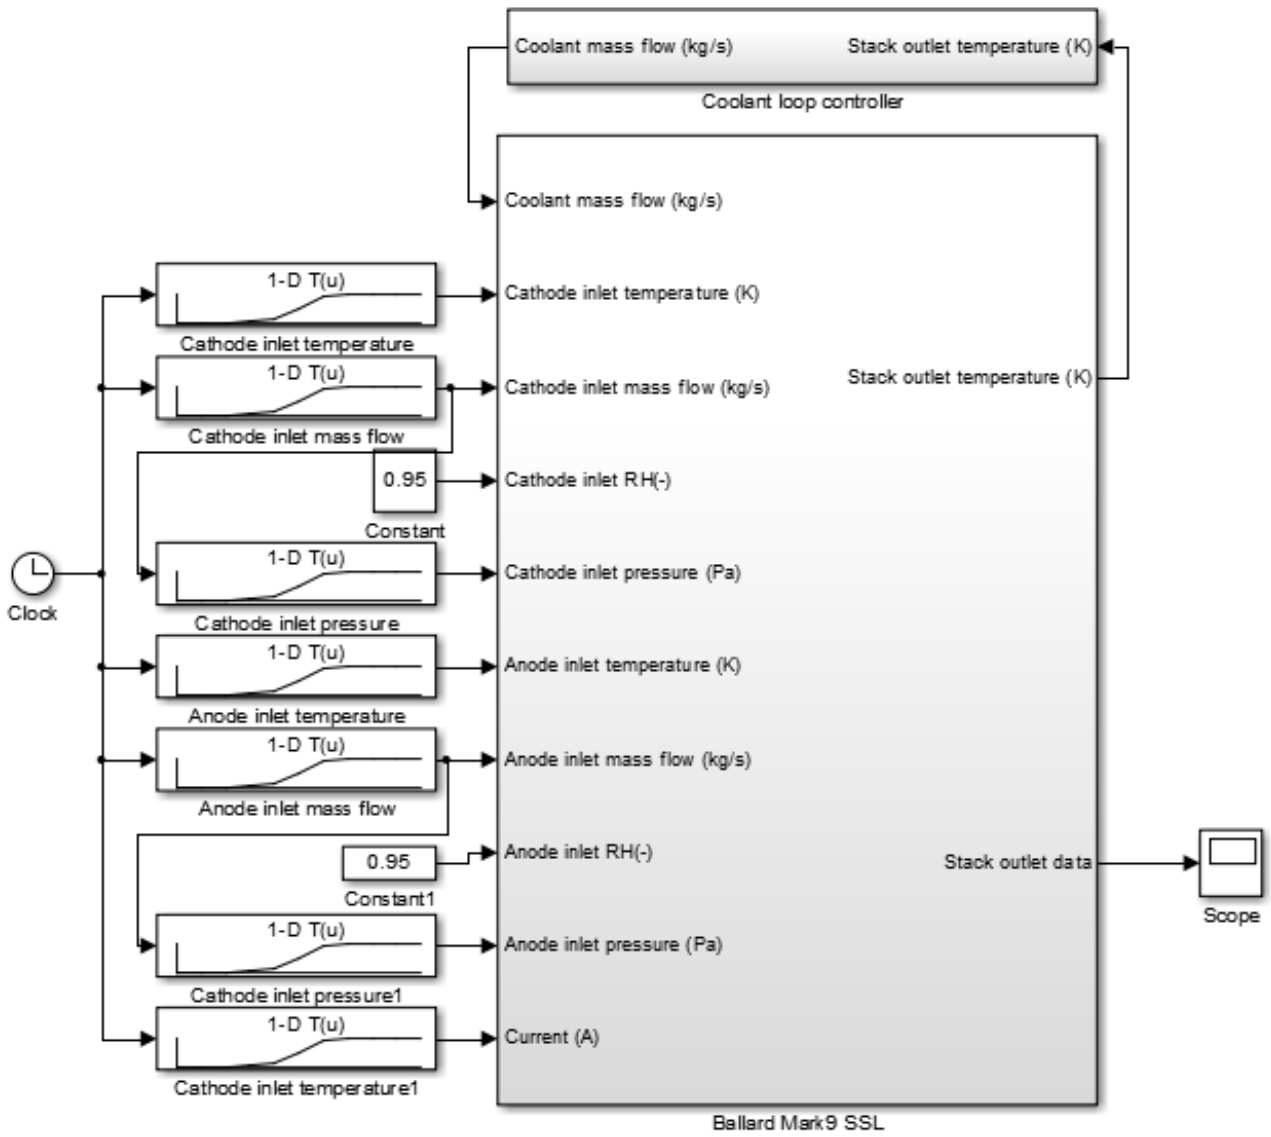 Coolant mass flow (kg/s)
Stack outlet temperature (K)
Coolant loop controller
Coolant mass flow (kg/s)
1-D T(u)
Cathode inlet temperature (K)
Cathode inlet temperature
1-D T(u)
Cathode inlet mass flow (kg/s)
Stack outlet temperature (K)
Cathode inlet mass flow
0.95
Cathode inlet RH(-)
Constant
1-D T(u)
Cathode inlet pressure (Pa)
Clock
Cathode inlet pressure
1-D T(u)
Anode inlet temperature (K)
Anode inlet temperature
1-D T(u)
Anode inlet mass flow (kg/s)
Anode inlet mass flow
0.95
Anode inlet RH(-)
Stack outlet data
Constant1
Scope
1-D T(u)
Anode inlet pressure (Pa)
Cathode inlet pressure1
1-D T(u)
Current (A)
Cathode inlet temperature1
Ballard Mark9 SSL